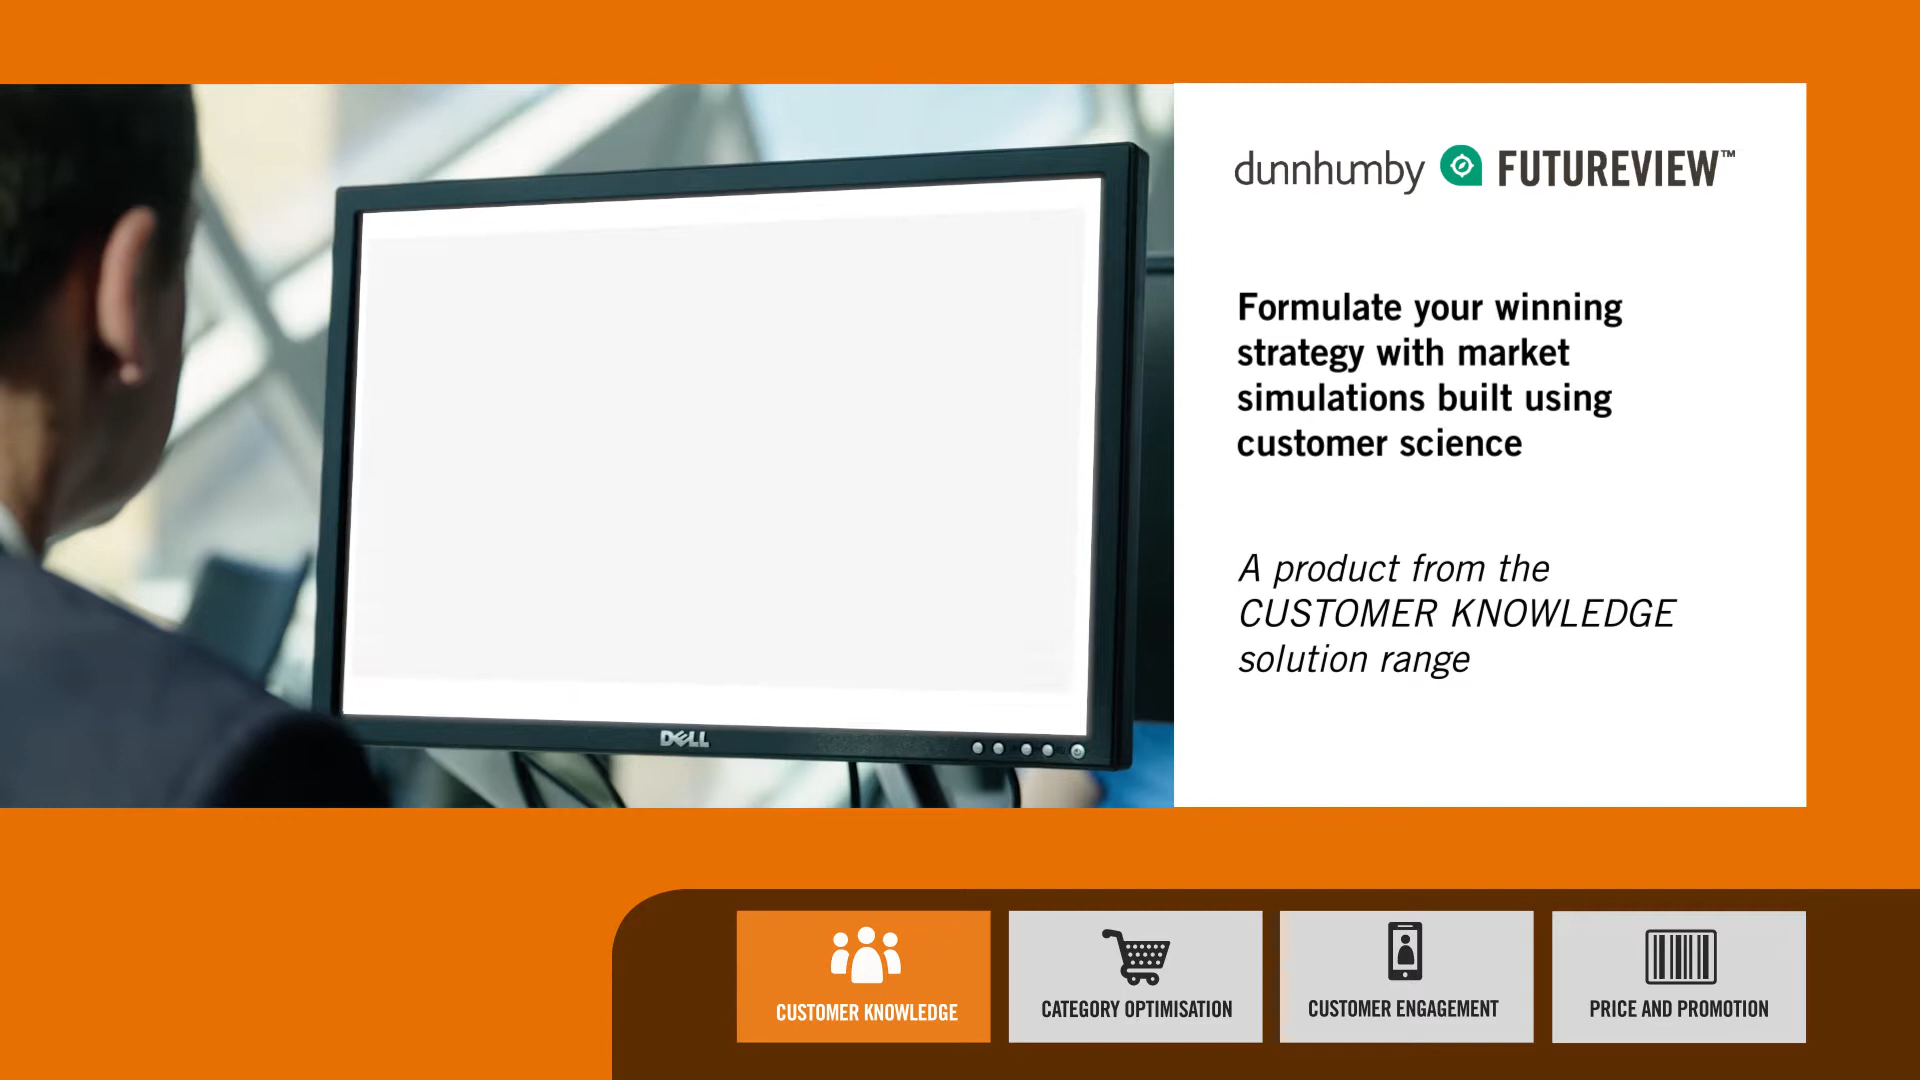 dunnhumby FUTUREVIEW™
Formulate your winning
strategy with market
simulations built using
customer science
A product from the
CUSTOMER KNOWLEDGE
solution range
DELL
CUSTOMER KNOWLEDGE
CATEGORY OPTIMISATION
CUSTOMER ENGAGEMENT
PRICE AND PROMOTION